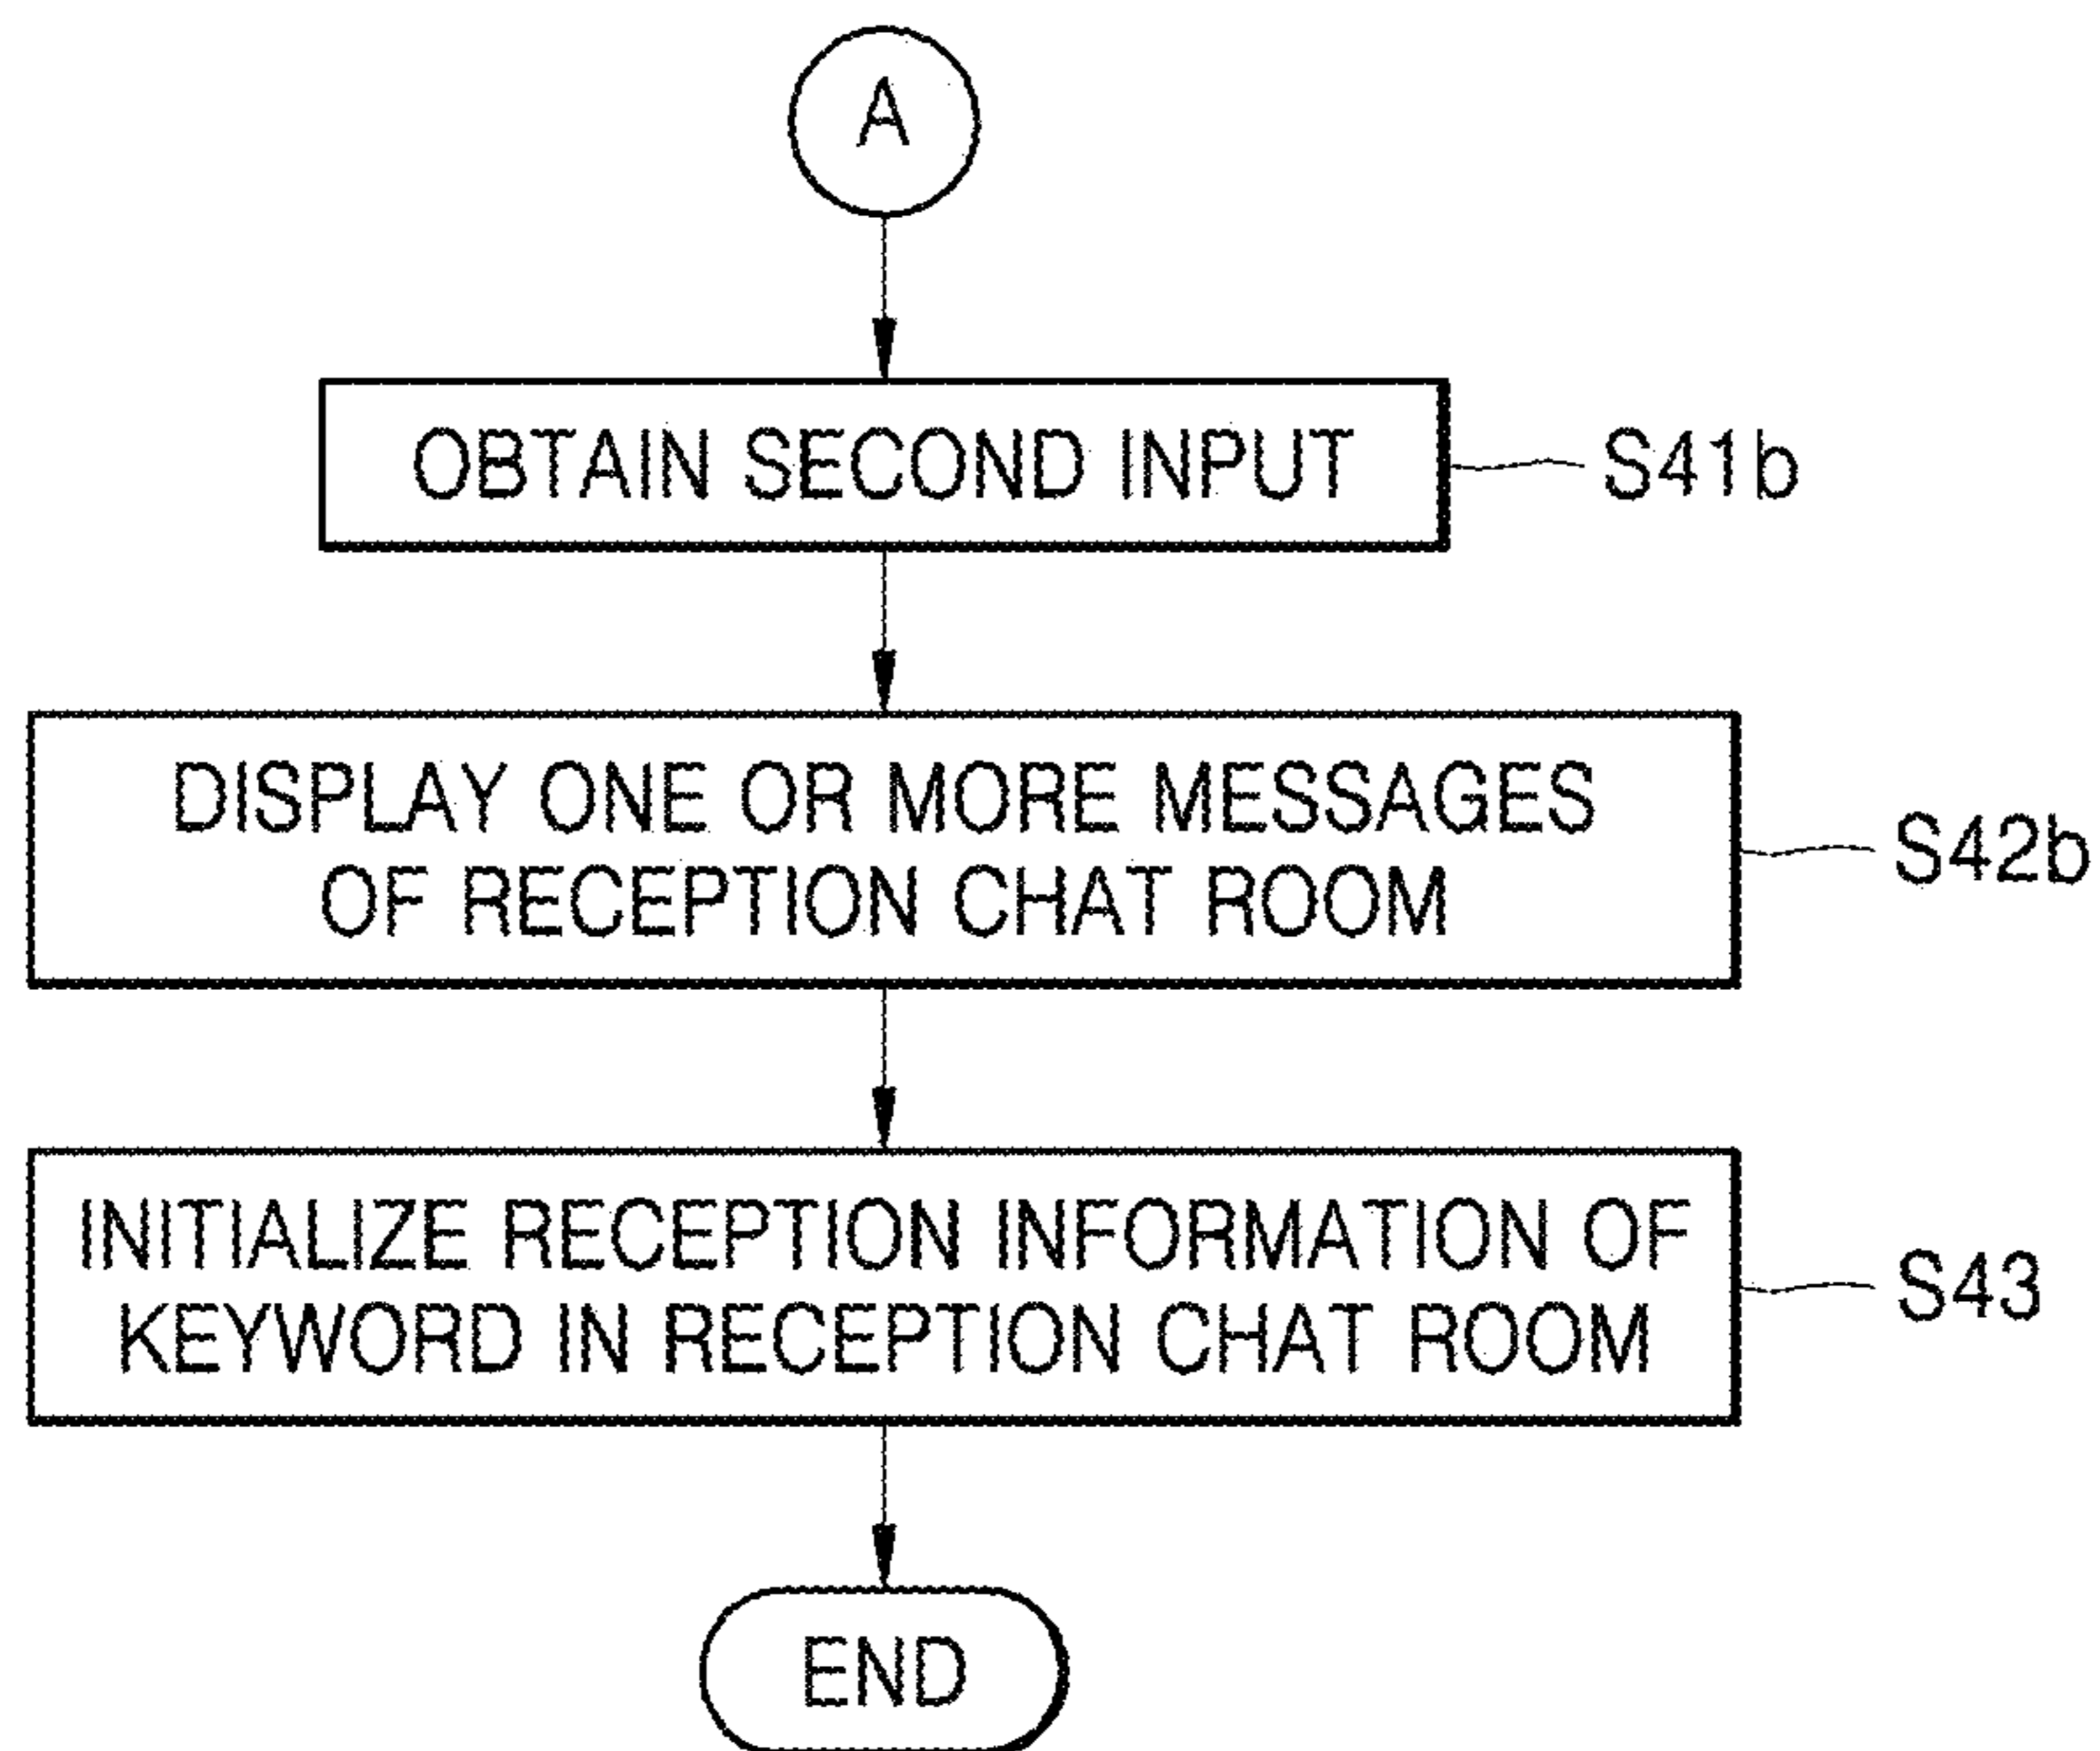 A
OBTAIN SECOND INPUT
S41b
DISPLAY ONE OR MORE MESSAGES
OF RECEPTION CHAT ROOM
S42b
INITIALIZE RECEPTION INFORMATION OF
KEYWORD IN RECEPTION CHAT ROOM
S43
END